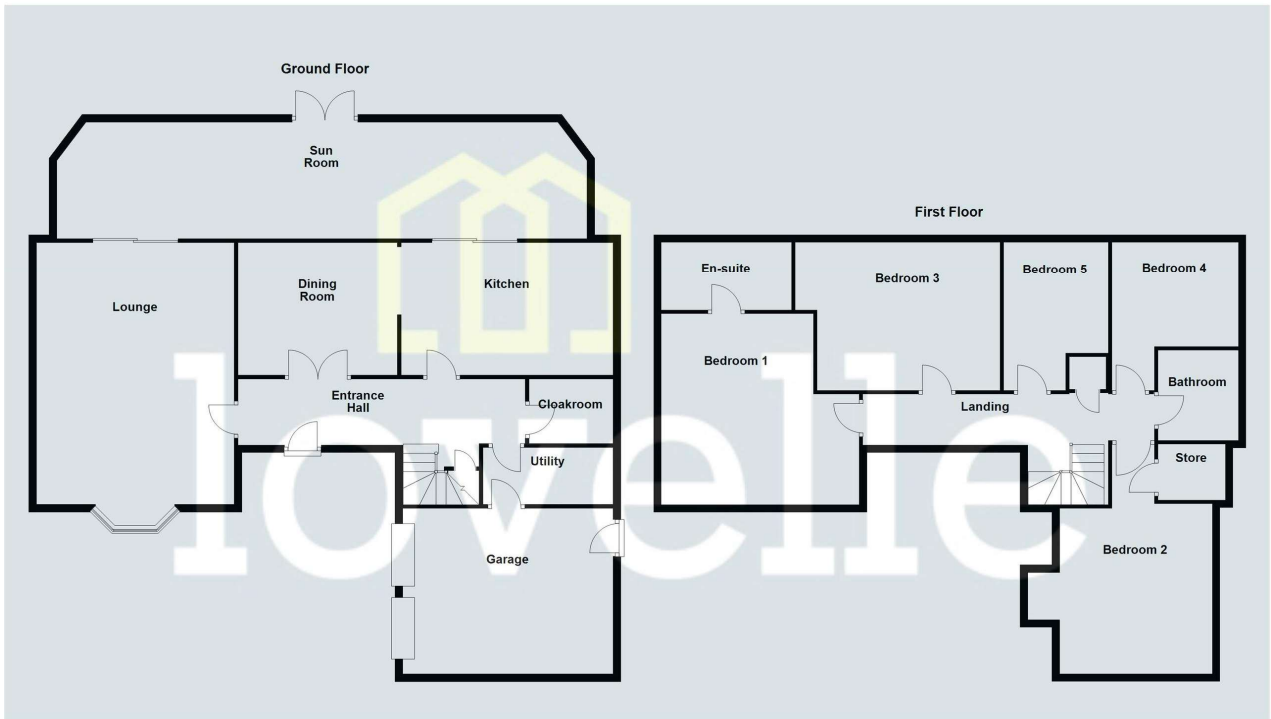 Ground Floor
Sun
Room
Lounge
Dining
Room
Kitchen
Entrance
Hall
Cloakroom
Utility
Garage
First Floor
En-suite
Bedroom 3
Bedroom 5
Bedroom 4
Bedroom 1
Bathroom
Landing
Store
Bedroom 2
lovelle